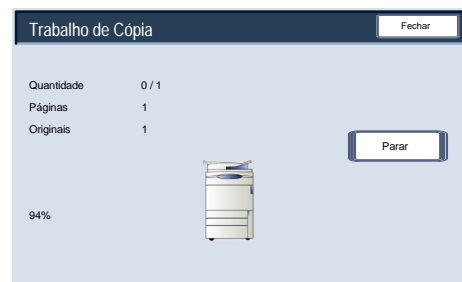 Trabalho de Cópia
Fechar
Quantidade 0 / 1
Páginas 1
Originais 1
Parar
94%